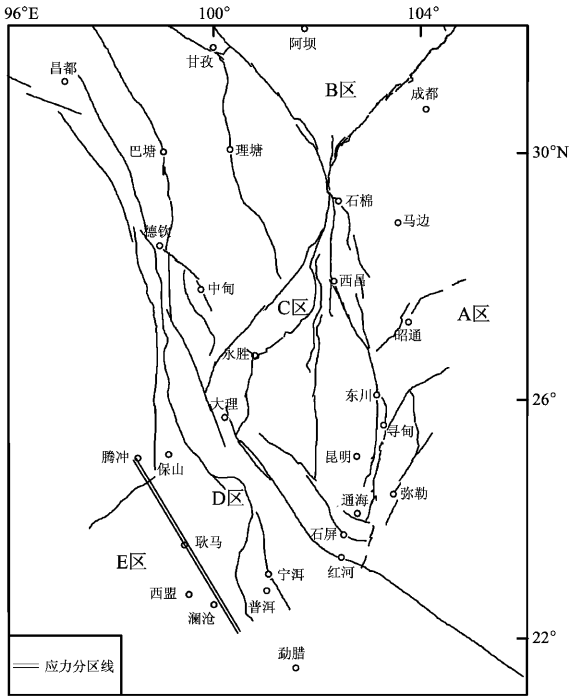 96°E
100°
104°
阿坝
甘孜
昌都
B区
成都
巴塘
理塘
30°N
石棉
马边
德钦
中甸
西昌
C区
A区
昭通
永胜
大理
东川
26°
寻甸
腾冲
保山
昆明
D区
通海
弥勒
石屏
耿马
E区
红河
宁洱
西盟
普洱
澜沧
22°
勐腊
应力分区线